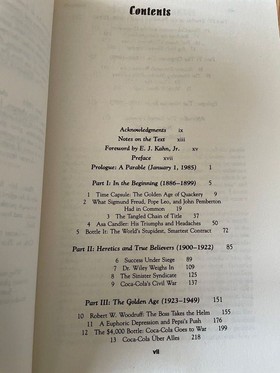 Contents
Acknowledgments ix
Notes on the Text xiii
Foreword by E. J. Kahn, Jr. xv
Preface xvii
Prologue: A Parable (January 1, 1985) 1
Part I: In the Beginning (1886–1899) 5
1 Time Capsule: The Golden Age of Quackery 9
2 What Sigmund Freud, Pope Leo, and John Pemberton
Had in Common 19
3 The Tangled Chain of Title 37
4 Asa Candler: His Triumphs and Headaches 50
5 Bottle It: The World's Stupidest, Smartest Contract 72
Part II: Heretics and True Believers (1900–1922) 85
6 Success Under Siege 89
7 Dr. Wiley Weighs In 107
8 The Sinister Syndicate 125
9 Coca-Cola's Civil War 137
Part III: The Golden Age (1923–1949) 151
10 Robert W. Woodruff: The Boss Takes the Helm 155
11 A Euphoric Depression and Pepsi's Push 176
12 The $4,000 Bottle: Coca-Cola Goes to War 199
13 Coca-Cola Über Alles 218
vii